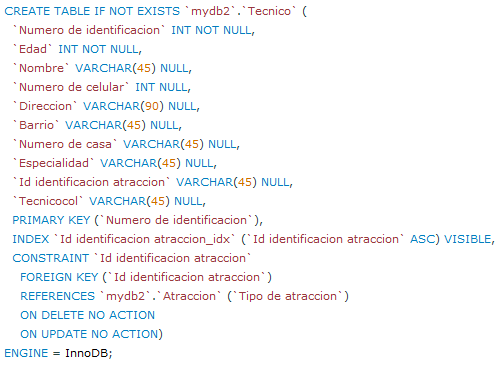 CREATE TABLE IF NOT EXISTS `mydb2`.`Tecnico` (
`Numero de identificacion` INT NOT NULL,
`Edad` INT NOT NULL,
`Nombre` VARCHAR(45) NULL,
`Numero de celular` INT NULL,
`Direccion` VARCHAR(90) NULL,
`Barrio` VARCHAR(45) NULL,
`Numero de casa` VARCHAR(45) NULL,
`Especialidad` VARCHAR(45) NULL,
`Id identificacion atraccion` VARCHAR(45) NULL,
`Tecnicocol` VARCHAR(45) NULL,
PRIMARY KEY (`Numero de identificacion`),
INDEX `Id identificacion atraccion_idx` (`Id identificacion atraccion` ASC) VISIBLE,
CONSTRAINT `Id identificacion atraccion`
FOREIGN KEY (`Id identificacion atraccion`)
REFERENCES `mydb2`.`Atraccion` (`Tipo de atraccion`)
ON DELETE NO ACTION
ON UPDATE NO ACTION)
ENGINE = InnoDB;